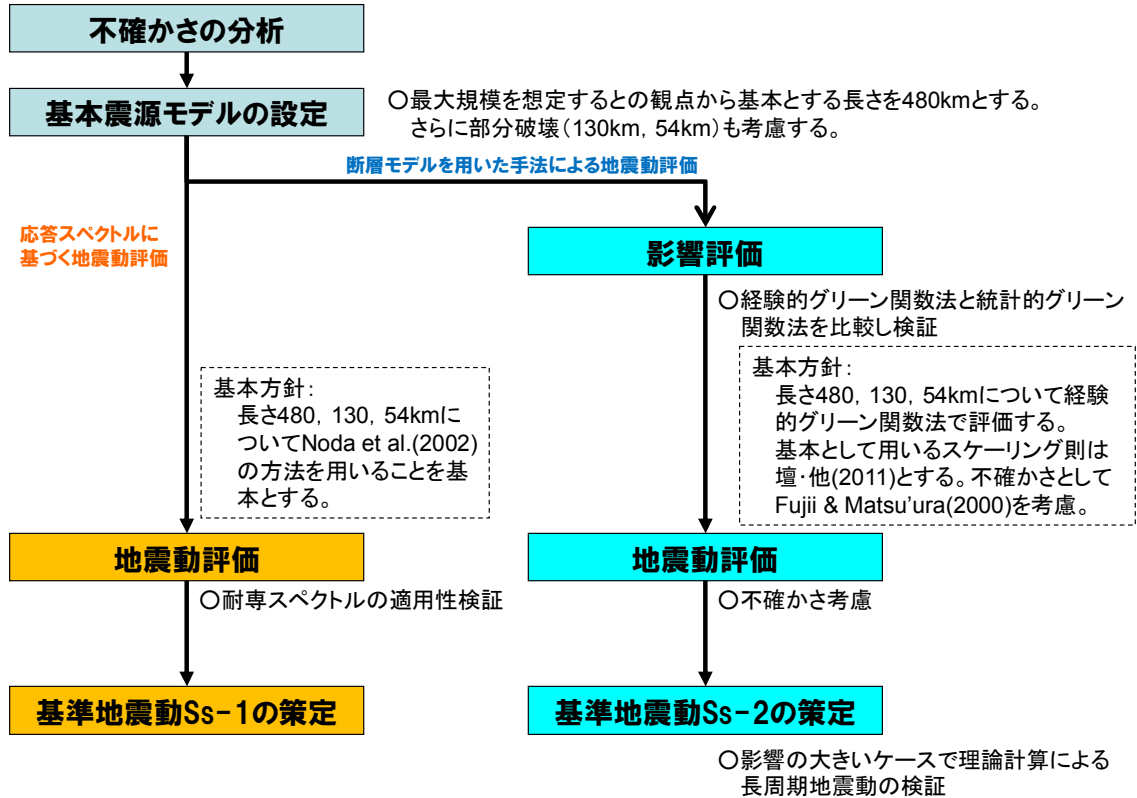 不確かさの分析
基本震源モデルの設定
○最大規模を想定するとの観点から基本とする長さを480kmとする。
さらに部分破壊(130km, 54km)も考慮する。
断層モデルを用いた手法による地震動評価
応答スペクトルに
基づく地震動評価
影響評価
○経験的グリーン関数法と統計的グリーン
関数法を比較し検証
基本方針:
長さ480, 130, 54kmに
ついてNoda et al.(2002)
の方法を用いることを基
本とする。
基本方針:
長さ480, 130, 54kmについて経験
的グリーン関数法で評価する。
基本として用いるスケーリング則は
壇・他(2011)とする。不確かさとして
Fujii & Matsu'ura(2000)を考慮。
地震動評価
○耐専スペクトルの適用性検証
地震動評価
○不確かさ考慮
基準地震動Ss-1の策定
基準地震動Ss-2の策定
○影響の大きいケースで理論計算による
長周期地震動の検証